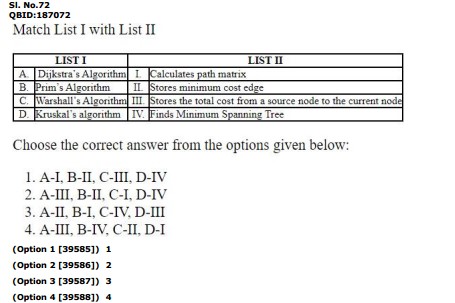 Sl. No.72
QBID:187072
Match List I with List II
LIST I LIST II
A. Dijkstra's Algorithm I. Calculates path matrix
B. Prim's Algorithm II. Stores minimum cost edge
C. Warshall's Algorithm III. Stores the total cost from a source node to the current node
D. Kruskal's algorithm IV. Finds Minimum Spanning Tree
Choose the correct answer from the options given below:
1. A-I, B-II, C-III, D-IV
2. A-III, B-II, C-I, D-IV
3. A-II, B-I, C-IV, D-III
4. A-III, B-IV, C-II, D-I
(Option 1 [39585]) 1
(Option 2 [39586]) 2
(Option 3 [39587]) 3
(Option 4 [39588]) 4